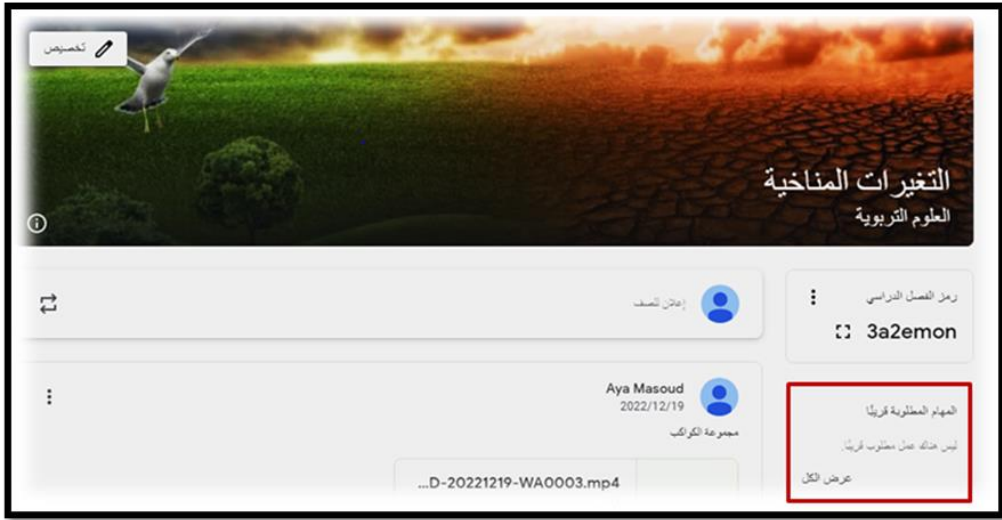 تخصيص
التغيرات المناخية
العلوم التربوية
رمز الفصل الدراسي
3a2emon
إعلان للصف
المهام المطلوبة قريبًا
ليس هناك عمل مطلوب قريبًا.
عرض الكل
Aya Masoud
2022/12/19
مجموعة الكواكب
...D-20221219-WA0003.mp4